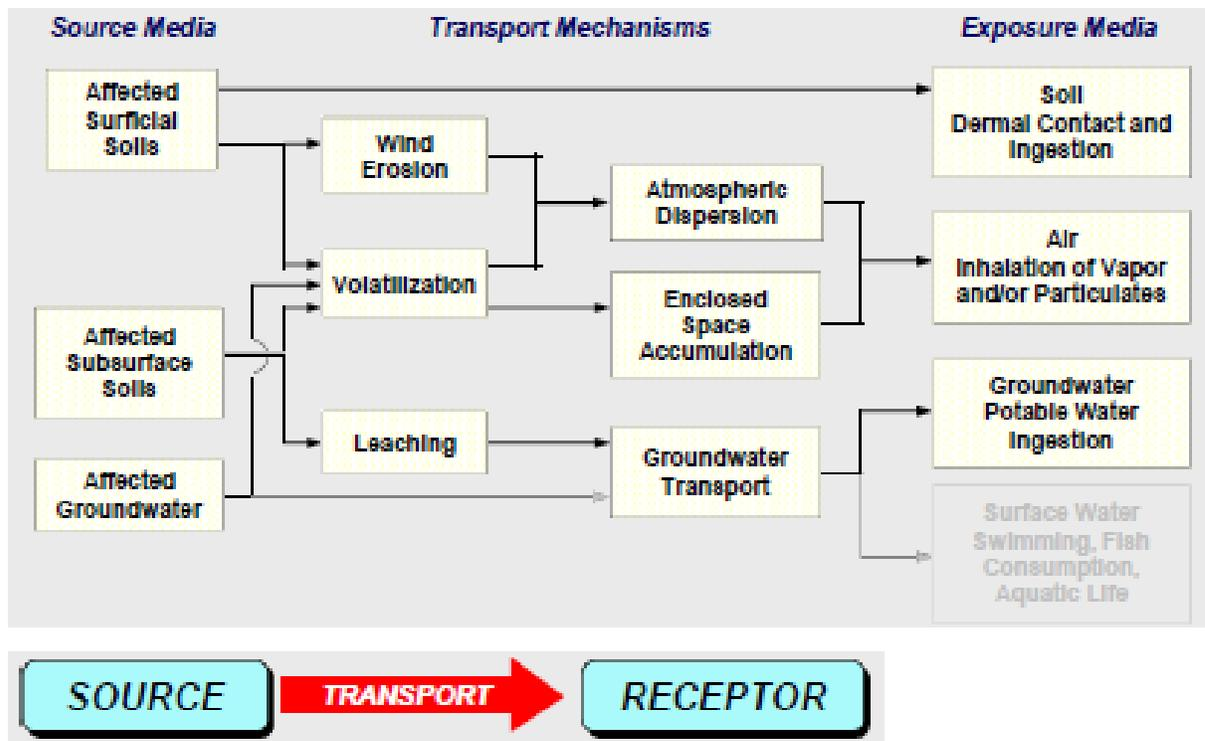 Source Media
Transport Mechanisms
Exposure Media
Affected
Surficial
Soils
Wind
Erosion
Volatilization
Affected
Subsurface
Soils
Leaching
Affected
Groundwater
Atmospheric
Dispersion
Enclosed
Space
Accumulation
Groundwater
Transport
Soil
Dermal Contact and
Ingestion
Air
Inhalation of Vapor
and/or Particulates
Groundwater
Potable Water
Ingestion
Surface Water
Swimming, Fish
Consumption,
Aquatic Life
SOURCE
TRANSPORT
RECEPTOR